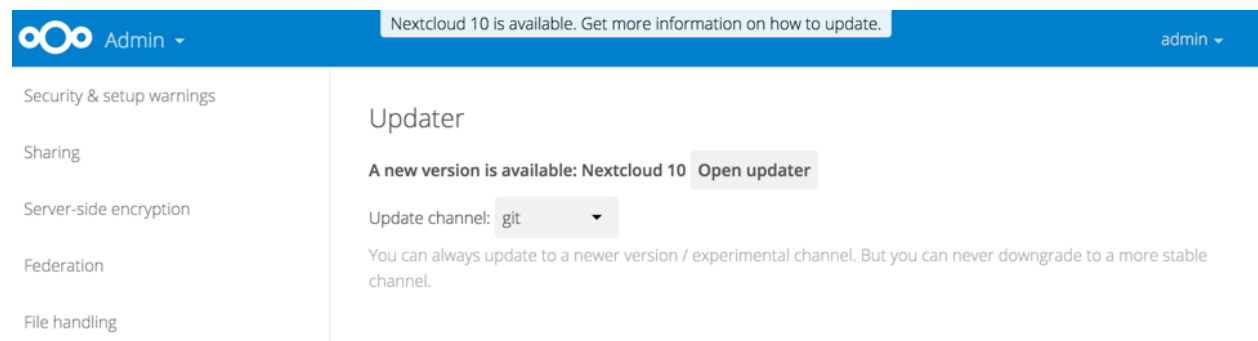 Nextcloud 10 is available. Get more information on how to update.
Admin
admin
Security & setup warnings
Sharing
Server-side encryption
Federation
File handling
Updater
A new version is available: Nextcloud 10 Open updater
Update channel: git
You can always update to a newer version / experimental channel. But you can never downgrade to a more stable
channel.